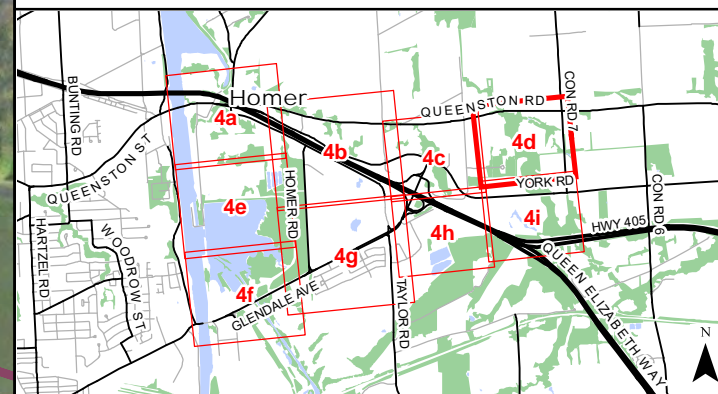 Homer
4a
4b
4c
4d
4e
4f
4g
4h
4i
QUEENSTON RD
CON RD 7
YORK RD
BUNTING RD
QUEENSTON ST
HARTZEL RD
WOODROW ST
HOMER RD
GLENDALE AVE
TAYLOR RD
CON RD 6
HWY 405
QUEEN ELIZABETH WAY
N